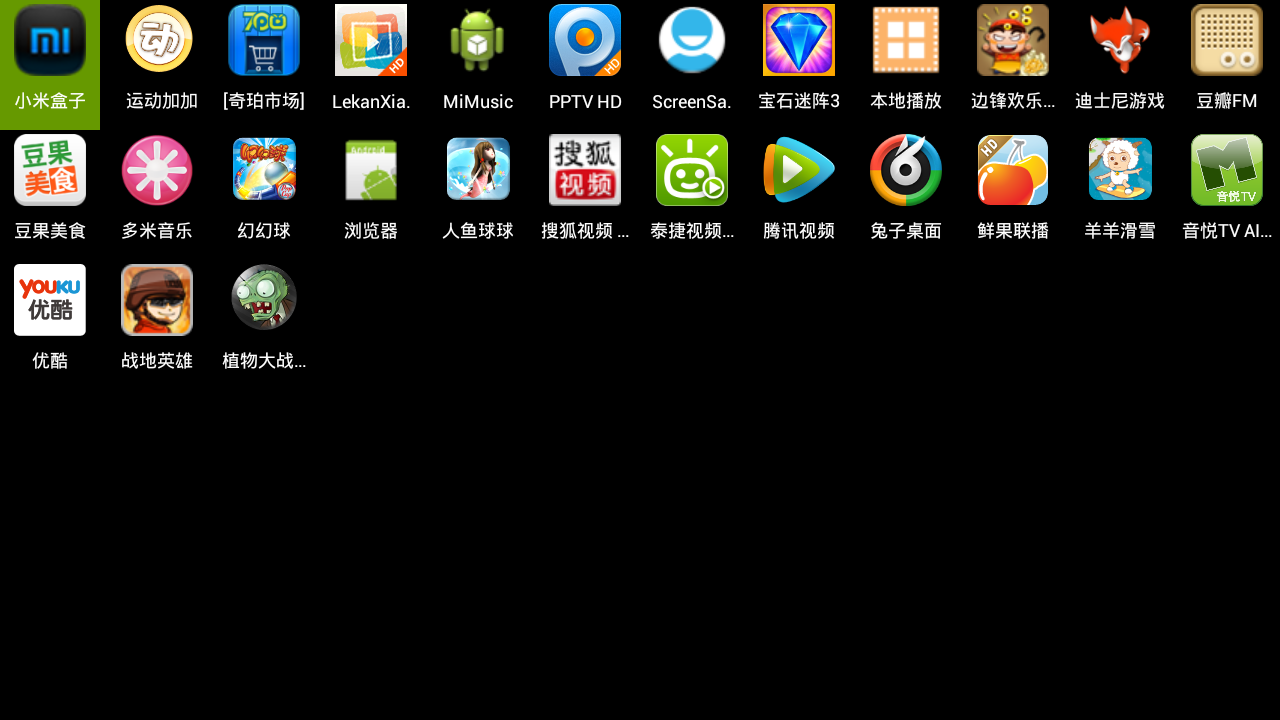 小米盒子
运动加加
[奇珀市场]
LekanXia.
MiMusic
PPTV HD
ScreenSa.
宝石迷阵3
本地播放
边锋欢乐...
迪士尼游戏
豆瓣FM
豆果美食
多米音乐
幻幻球
浏览器
人鱼球球
搜狐视频 ...
泰捷视频...
腾讯视频
兔子桌面
鲜果联播
羊羊滑雪
音悦TV AI...
优酷
战地英雄
植物大战...
mi
动
HD
HD
豆果
美食
Android
搜狐
视频
HD
音悦TV
YOUKU
优酷